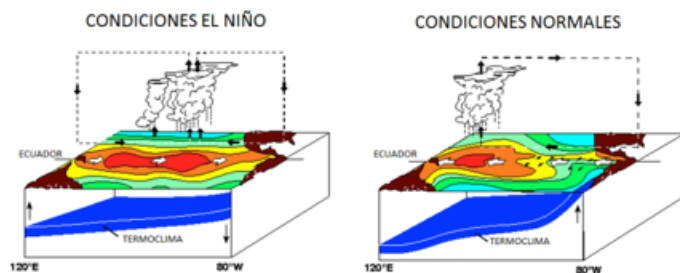 CONDICIONES EL NIÑO
CONDICIONES NORMALES
ECUADOR
TERMOCLIMA
120°E
80°W
ECUADOR
TERMOCLIMA
120°E
80°W